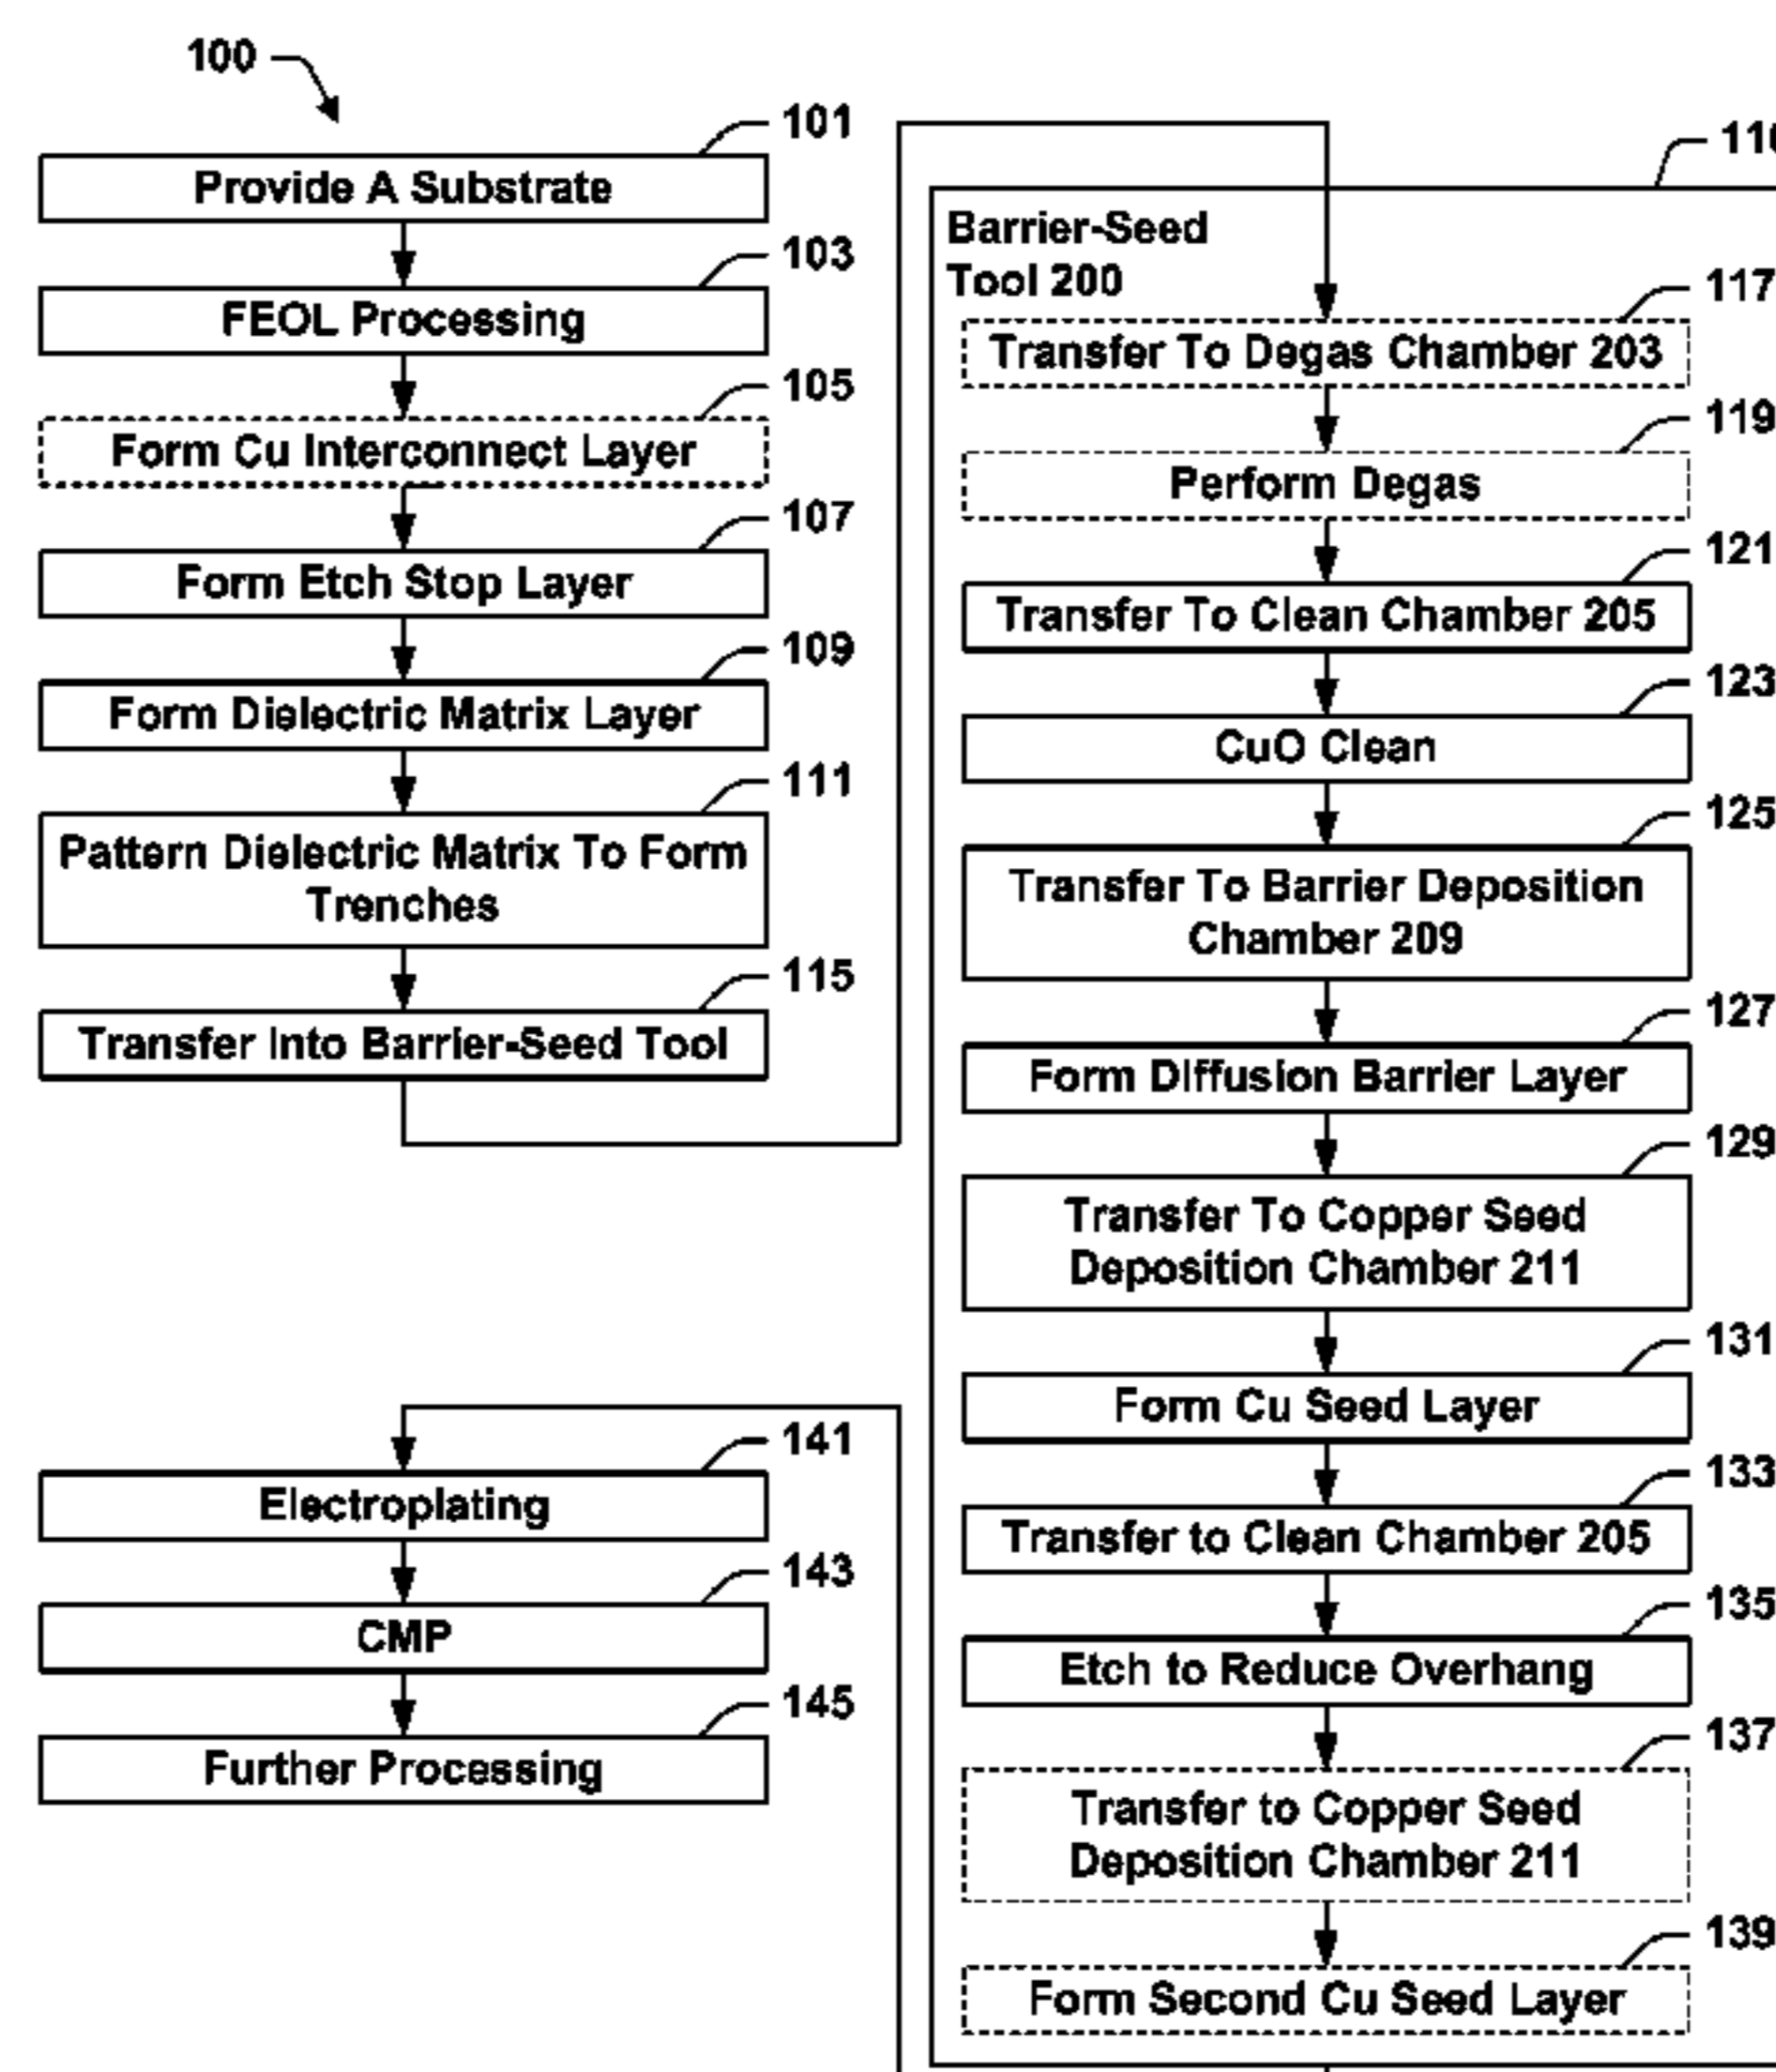 100
101
Provide A Substrate
103
FEOL Processing
105
Form Cu Interconnect Layer
107
Form Etch Stop Layer
109
Form Dielectric Matrix Layer
111
Pattern Dielectric Matrix To Form
Trenches
115
Transfer Into Barrier-Seed Tool
Barrier-Seed
Tool 200
117
Transfer To Degas Chamber 203
119
Perform Degas
121
Transfer To Clean Chamber 205
123
CuO Clean
125
Transfer To Barrier Deposition
Chamber 209
127
Form Diffusion Barrier Layer
129
Transfer To Copper Seed
Deposition Chamber 211
131
Form Cu Seed Layer
133
Transfer to Clean Chamber 205
135
Etch to Reduce Overhang
137
Transfer to Copper Seed
Deposition Chamber 211
139
Form Second Cu Seed Layer
141
Electroplating
143
CMP
145
Further Processing